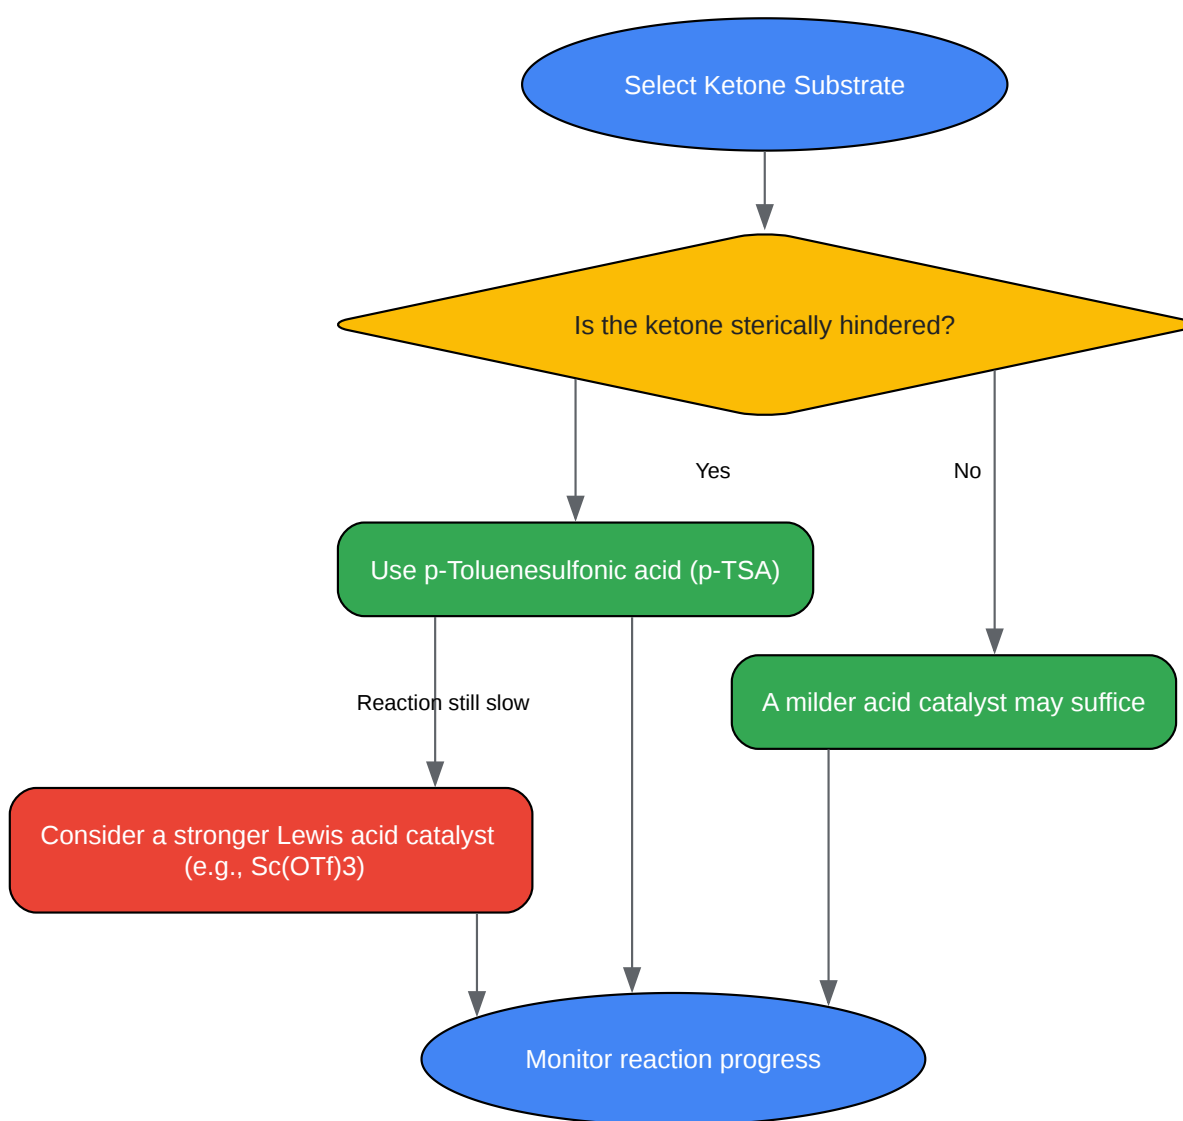 Select Ketone Substrate
Is the ketone sterically hindered?
Yes
No
Use p-Toluenesulfonic acid (p-TSA)
Reaction still slow
A milder acid catalyst may suffice
Consider a stronger Lewis acid catalyst
(e.g., Sc(OTf)3)
Monitor reaction progress